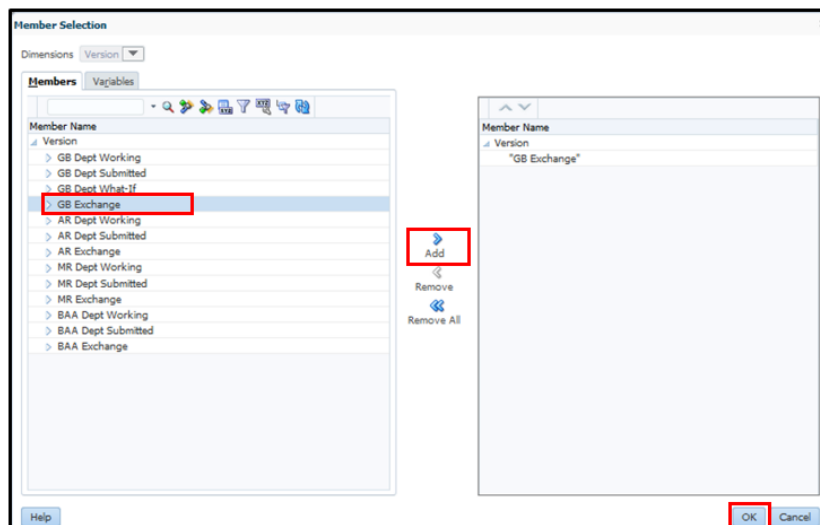 Member Selection
Dimensions Version
Members Variables
Member Name
Version
GB Dept Working
GB Dept Submitted
GB Dept What-If
GB Exchange
AR Dept Working
AR Dept Submitted
AR Exchange
MR Dept Working
MR Dept Submitted
MR Exchange
BAA Dept Working
BAA Dept Submitted
BAA Exchange
Add
Remove
Remove All
Member Name
Version
"GB Exchange"
Help
OK Cancel